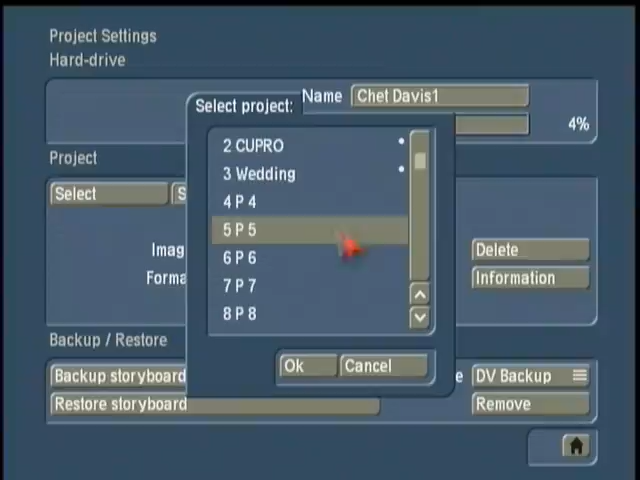 Project Settings
Hard-drive
Name Chet Davis1
Select project:
4%
Project
2 CUPRO
3 Wedding
Select S
4 P 4
5 P 5
Imag
Delete
6 P 6
Forma
Information
7 P 7
8 P 8
Backup / Restore
Ok Cancel
Backup storyboard
e DV Backup
Restore storyboard
Remove